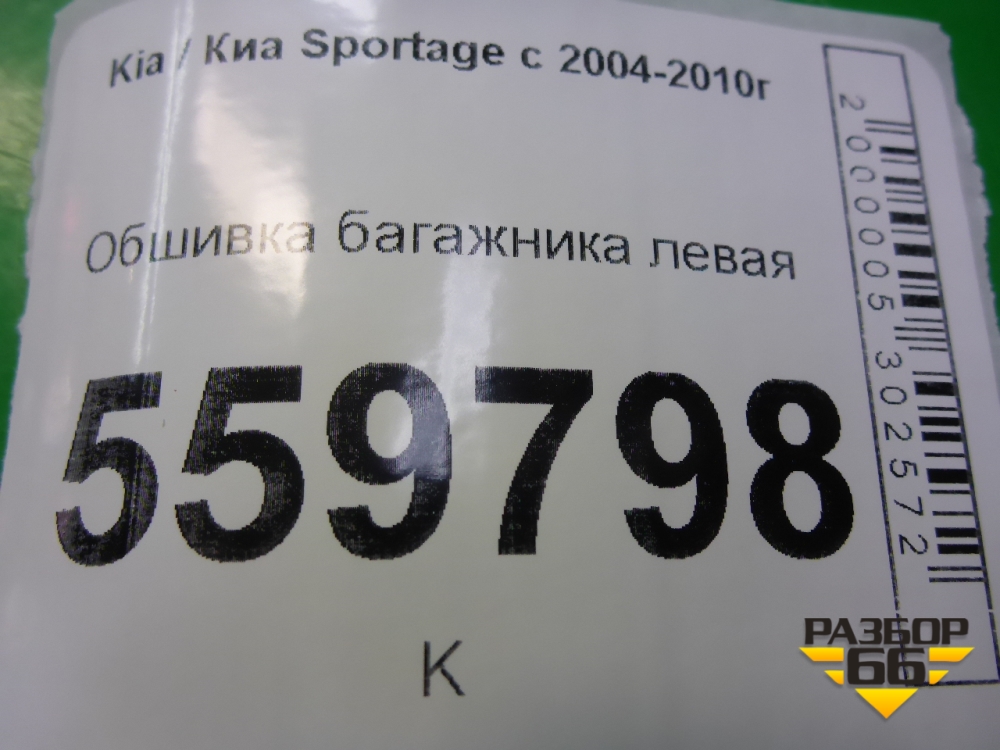 Kia / Киа Sportage с 2004-2010г
Обшивка багажника левая
559798
К
2000005302572
РАЗБОР
66